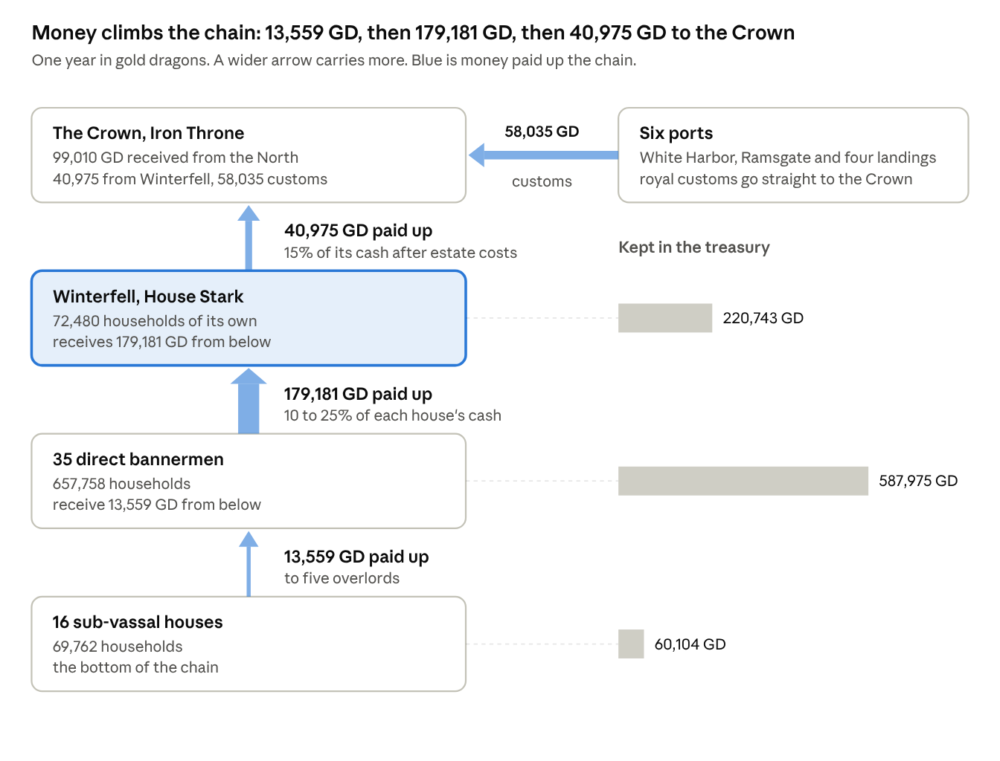 Money climbs the chain: 13,559 GD, then 179,181 GD, then 40,975 GD to the Crown
One year in gold dragons. A wider arrow carries more. Blue is money paid up the chain.
The Crown, Iron Throne
99,010 GD received from the North
40,975 from Winterfell, 58,035 customs
58,035 GD
customs
Six ports
White Harbor, Ramsgate and four landings
royal customs go straight to the Crown
40,975 GD paid up
15% of its cash after estate costs
Kept in the treasury
Winterfell, House Stark
72,480 households of its own
receives 179,181 GD from below
220,743 GD
179,181 GD paid up
10 to 25% of each house's cash
35 direct bannermen
657,758 households
receive 13,559 GD from below
587,975 GD
13,559 GD paid up
to five overlords
16 sub-vassal houses
69,762 households
the bottom of the chain
60,104 GD